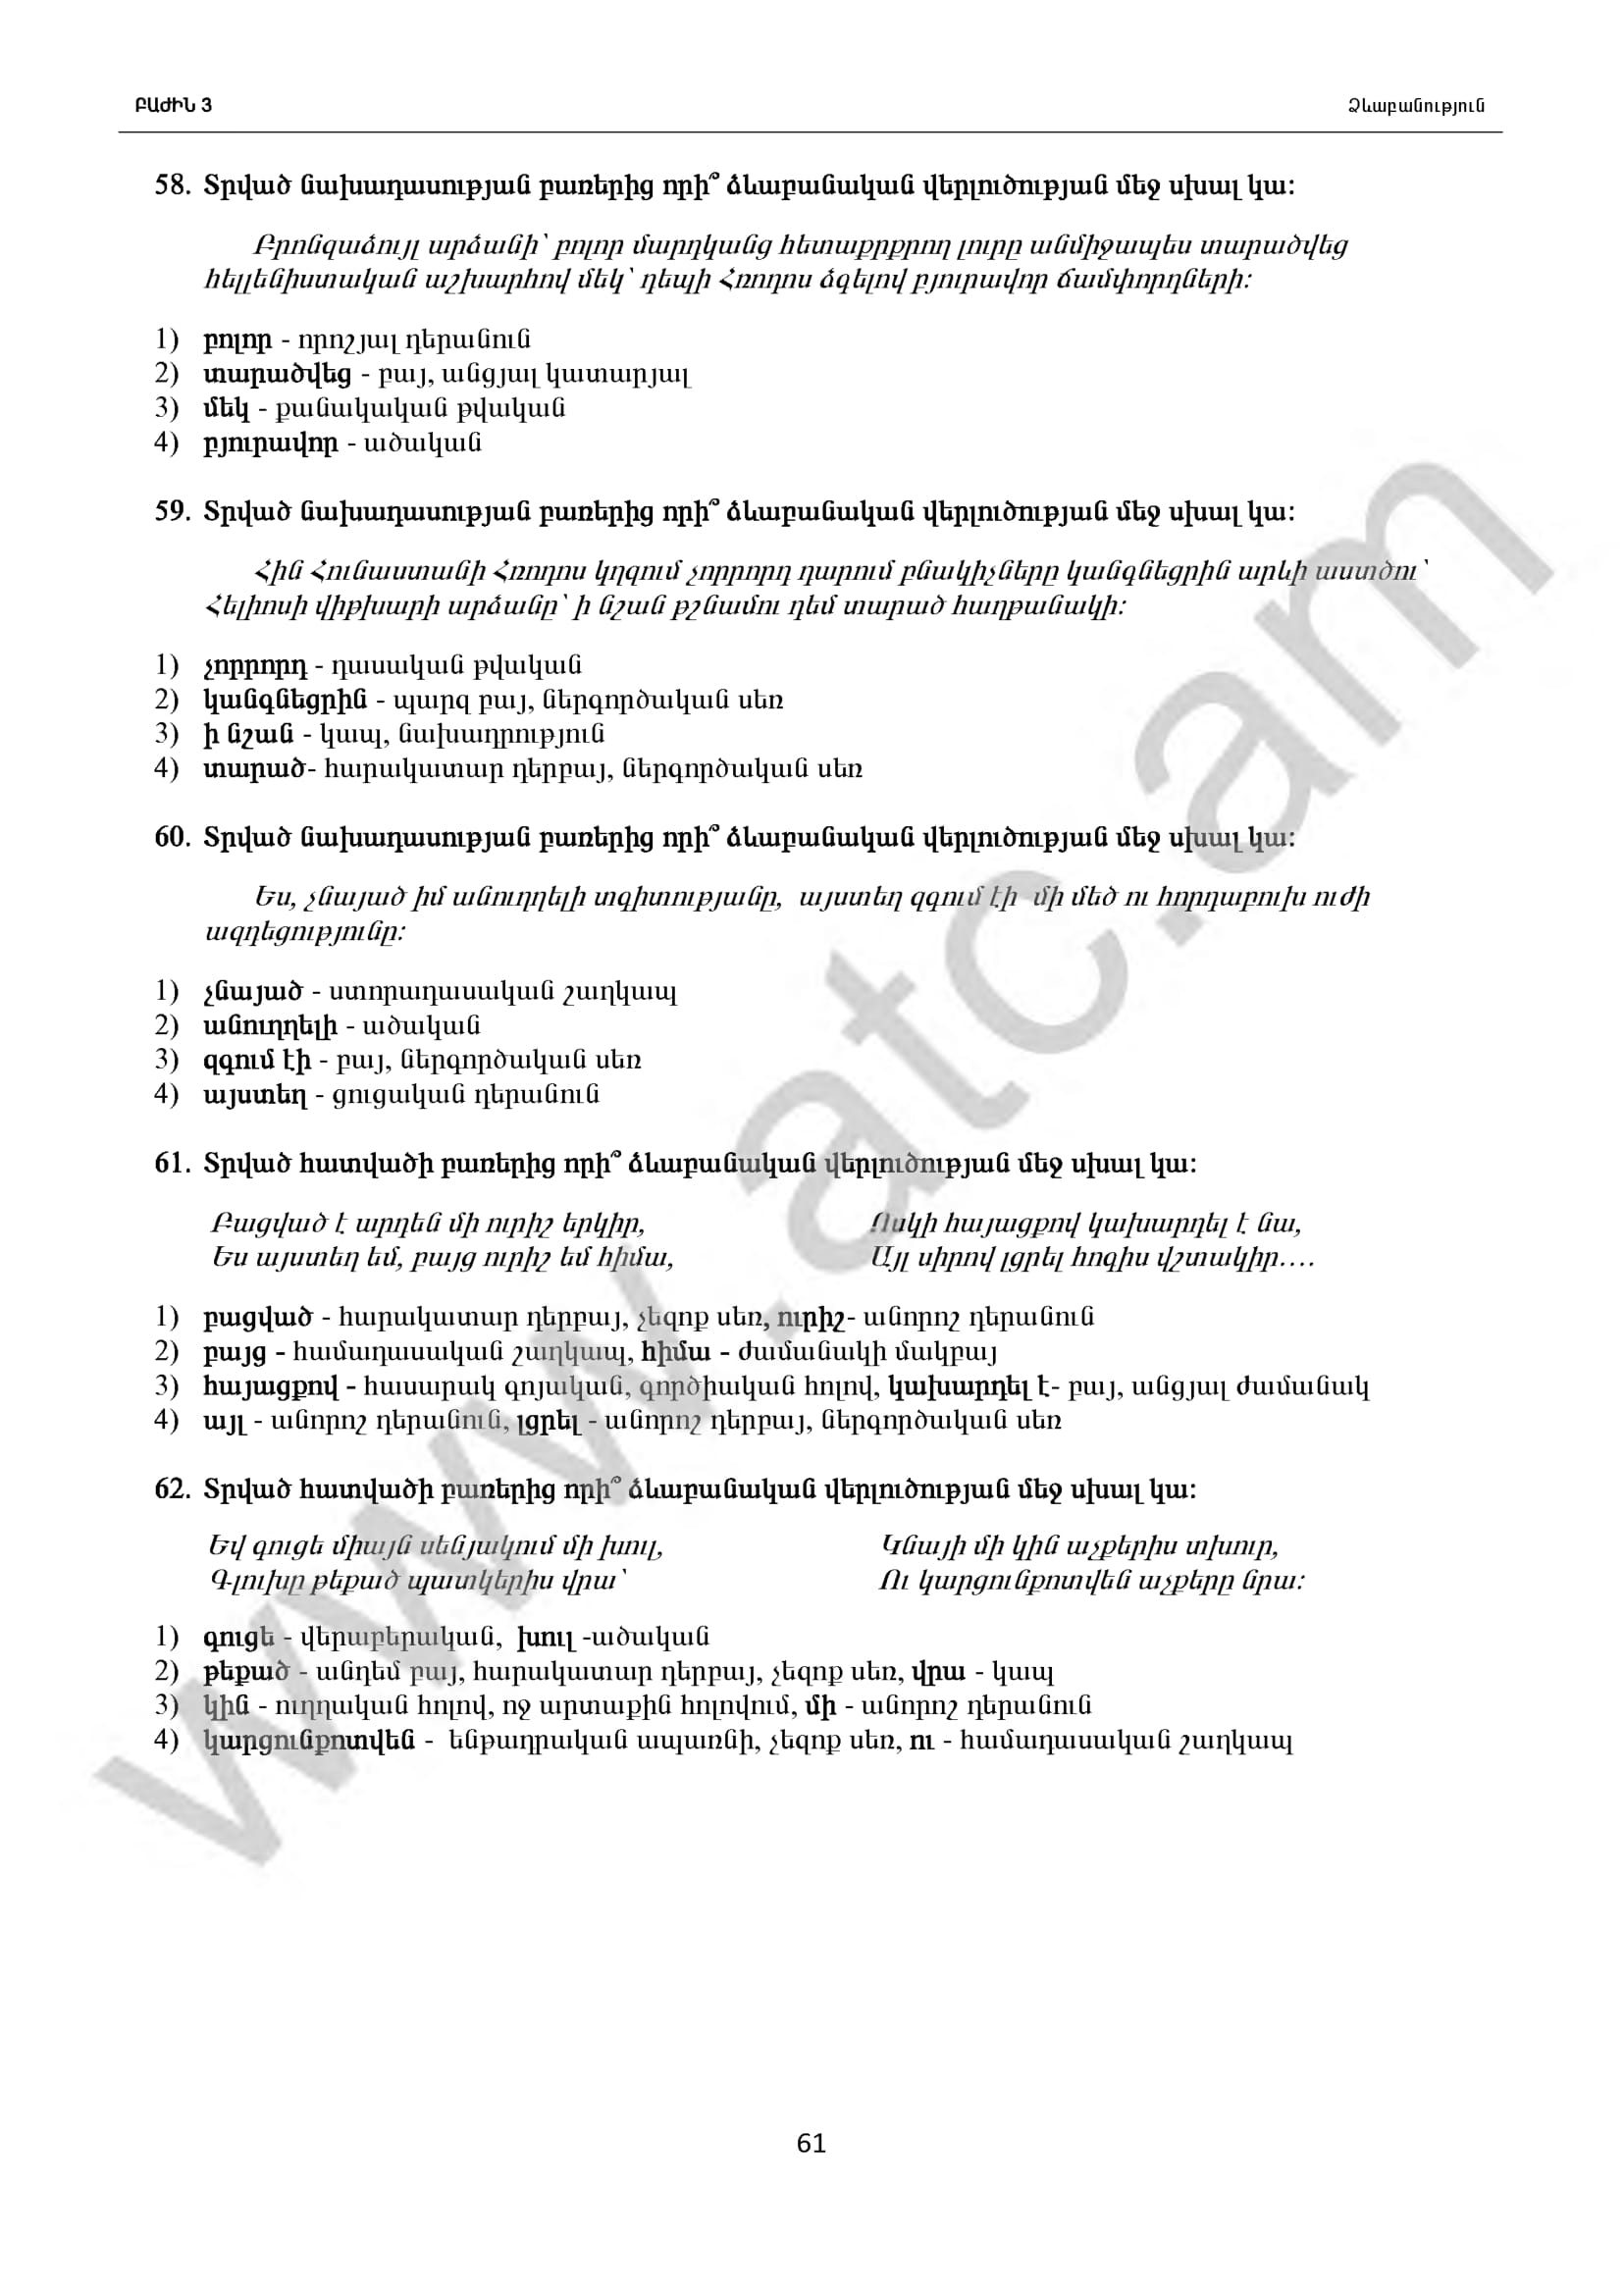 ԲԱԺԻՆ 3
Ձևաբանություն
58. Տրված նախադասության բառերից որի՞ ձևաբանական վերլուծության մեջ սխալ կա:
Բրոնզաձույլ արձանի՝ բոլոր մարդկանց հետաքրքրող լուրը անմիջապես տարածվեց
հելլենիստական աշխարհով մեկ՝ դեպի Հռոդոս ձգելով բյուրավոր ճամփորդների:
1) բոլոր - որոշյալ դերանուն
2) տարածվեց - բայ, անցյալ կատարյալ
3) մեկ - քանակական թվական
4) բյուրավոր - ածական
59. Տրված նախադասության բառերից որի՞ ձևաբանական վերլուծության մեջ սխալ կա:
Հին Հունաստանի Հռոդոս կղզում չորրորդ դարում բնակիչները կանգնեցրին արևի աստծու՝
Հելիոսի վիթխարի արձանը՝ ի նշան թշնամու դեմ տարած հաղթանակի:
1) չորրորդ - դասական թվական
2) կանգնեցրին - պարզ բայ, ներգործական սեռ
3) ի նշան - կապ, նախադրություն
4) տարած- հարակատար դերբայ, ներգործական սեռ
60. Տրված նախադասության բառերից որի՞ ձևաբանական վերլուծության մեջ սխալ կա:
Ես, չնայած իմ անուղղելի տգիտությանը, այստեղ զգում էի մի մեծ ու հորդաբուխ ուժի
ազդեցությունը:
1) չնայած - ստորադասական շաղկապ
2) անուղղելի - ածական
3) զգում էի - բայ, ներգործական սեռ
4) այստեղ - ցուցական դերանուն
61. Տրված հատվածի բառերից որի՞ ձևաբանական վերլուծության մեջ սխալ կա:
Բացված է արդեն մի ուրիշ երկիր,
Ես այստեղ եմ, բայց ուրիշ եմ հիմա,
Ոսկի հայացքով կախարդել է նա,
Այլ սիրով լցրել հոգիս վշտակիր....
1) բացված - հարակատար դերբայ, չեզոք սեռ, ուրիշ- անորոշ դերանուն
2) բայց - համադասական շաղկապ, հիմա - ժամանակի մակբայ
3) հայացքով - հասարակ գոյական, գործիական հոլով, կախարդել է- բայ, անցյալ ժամանակ
4) այլ - անորոշ դերանուն, լցրել - անորոշ դերբայ, ներգործական սեռ
62. Տրված հատվածի բառերից որի՞ ձևաբանական վերլուծության մեջ սխալ կա:
Եվ գուցե միայն սենյակում մի խուլ,
Գլուխը թեքած պատկերիս վրա՝
Կնայի մի կին աչքերիս տխուր,
Ու կարցունքոտվեն աչքերը նրա:
1) գուցե - վերաբերական, խուլ -ածական
2) թեքած - անդեմ բայ, հարակատար դերբայ, չեզոք սեռ, վրա - կապ
3) կին - ուղղական հոլով, ոջ արտաքին հոլովում, մի - անորոշ դերանուն
4) կարցունքոտվեն - ենթադրական ապառնի, չեզոք սեռ, ու - համադասական շաղկապ
61
www.atc.am